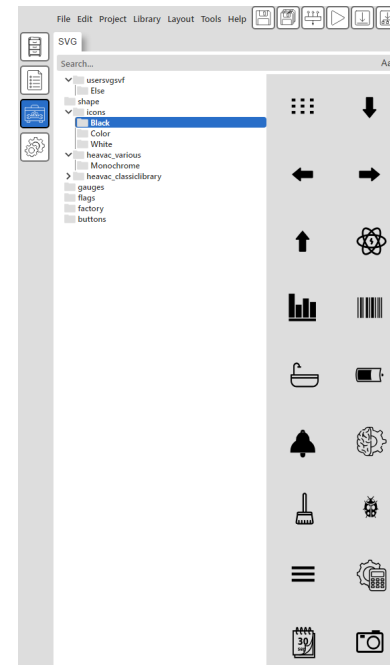 File Edit Project Library Layout Tools Help
SVG
Search...
usersvgsvf
Else
shape
icons
Black
Color
White
heavac_various
Monochrome
heavac_classiclibrary
gauges
flags
factory
buttons
30